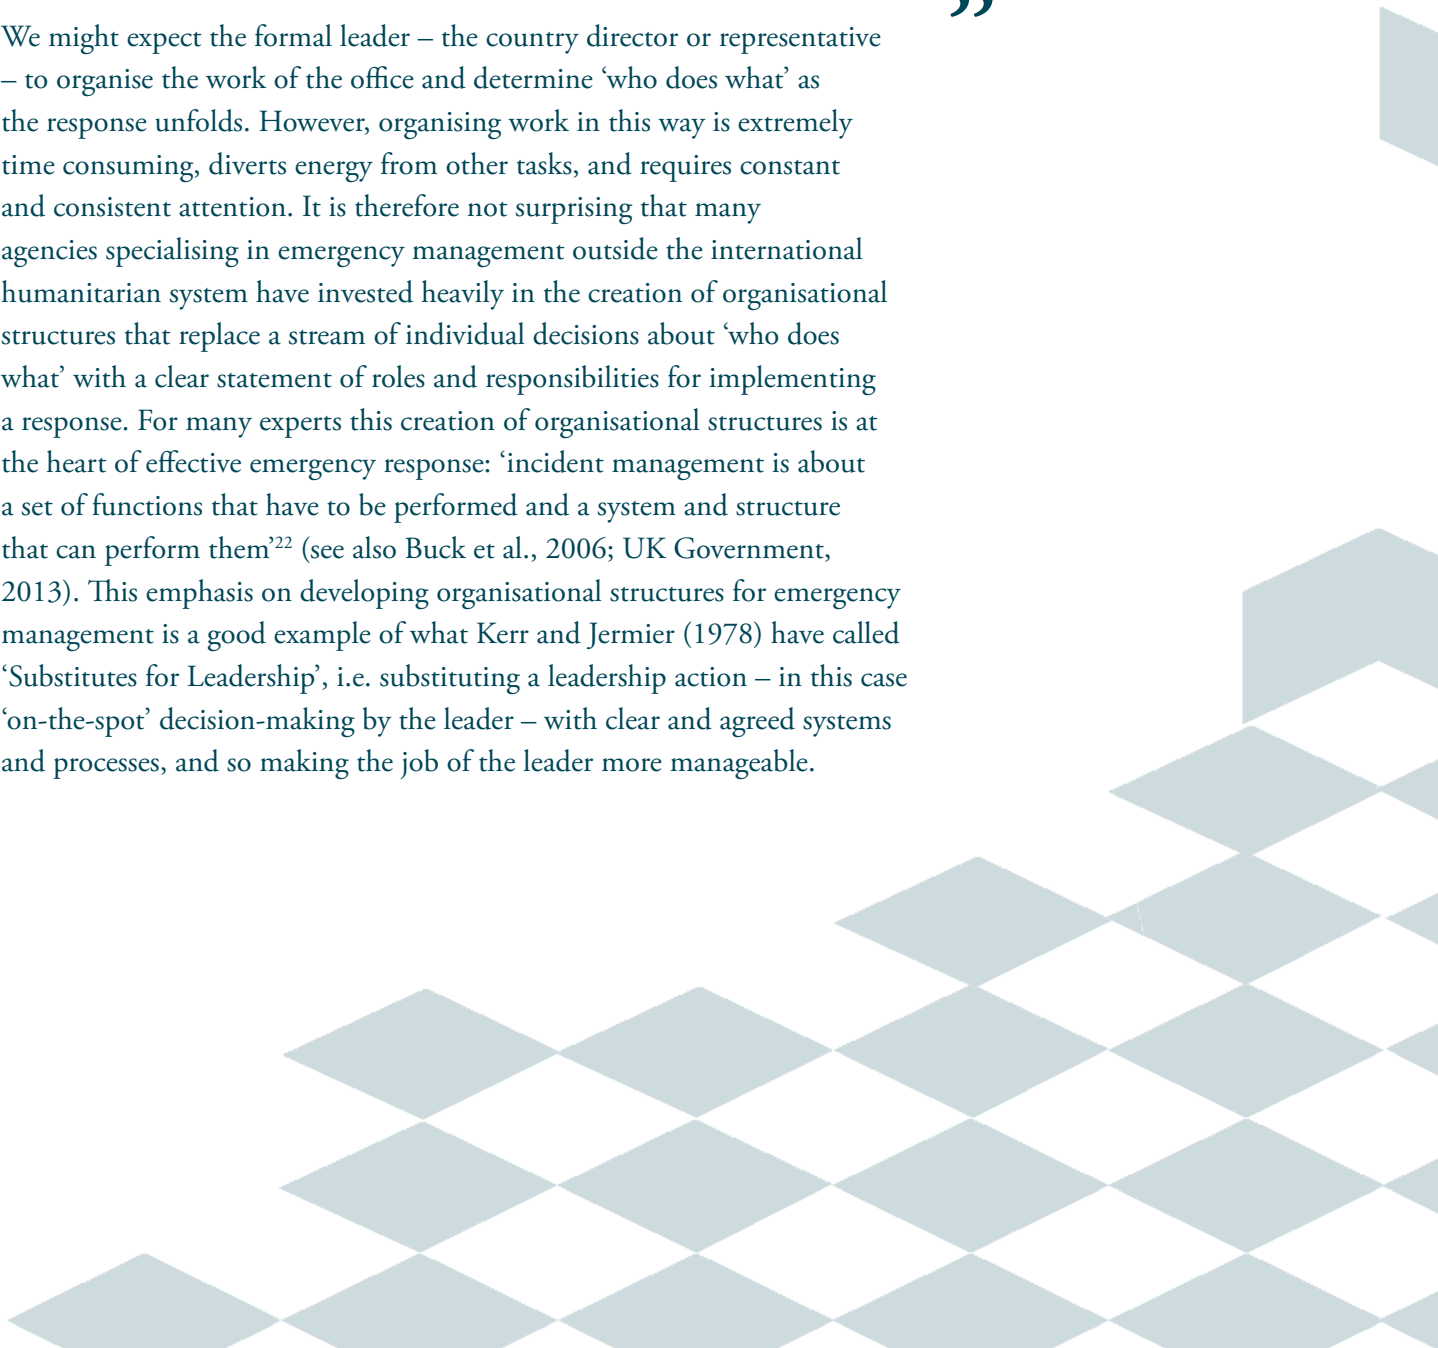 ”
We might expect the formal leader – the country director or representative
– to organise the work of the office and determine ‘who does what’ as
the response unfolds. However, organising work in this way is extremely
time consuming, diverts energy from other tasks, and requires constant
and consistent attention. It is therefore not surprising that many
agencies specialising in emergency management outside the international
humanitarian system have invested heavily in the creation of organisational
structures that replace a stream of individual decisions about ‘who does
what’ with a clear statement of roles and responsibilities for implementing
a response. For many experts this creation of organisational structures is at
the heart of effective emergency response: ‘incident management is about
a set of functions that have to be performed and a system and structure
that can perform them’²² (see also Buck et al., 2006; UK Government,
2013). This emphasis on developing organisational structures for emergency
management is a good example of what Kerr and Jermier (1978) have called
‘Substitutes for Leadership’, i.e. substituting a leadership action – in this case
‘on-the-spot’ decision-making by the leader – with clear and agreed systems
and processes, and so making the job of the leader more manageable.